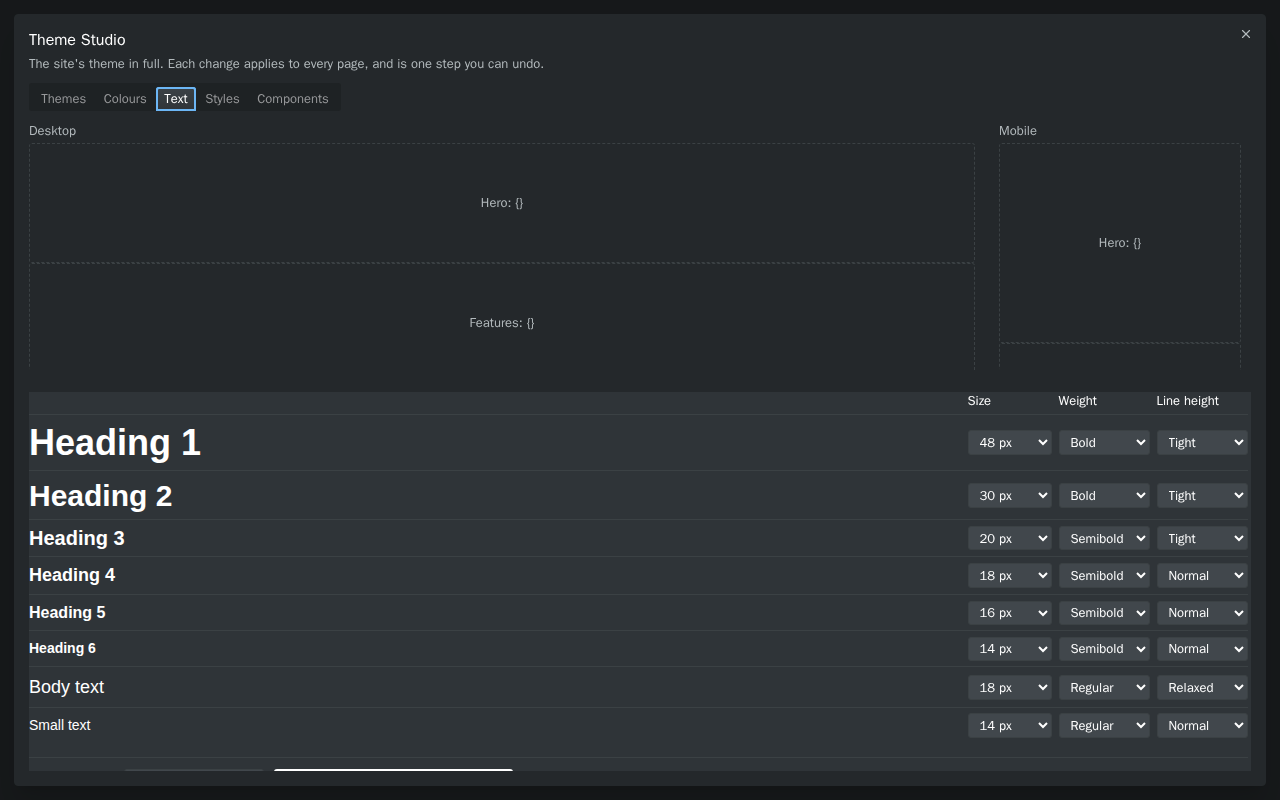 Theme Studio
The site's theme in full. Each change applies to every page, and is one step you can undo.
Themes Colours Text Styles Components
Desktop Mobile
Hero: {}
Hero: {}
Features: {}
Size Weight Line height
Heading 1 48 px Bold Tight
Heading 2 30 px Bold Tight
Heading 3 20 px Semibold Tight
Heading 4 18 px Semibold Normal
Heading 5 16 px Semibold Normal
Heading 6 14 px Semibold Normal
Body text 18 px Regular Relaxed
Small text 14 px Regular Normal